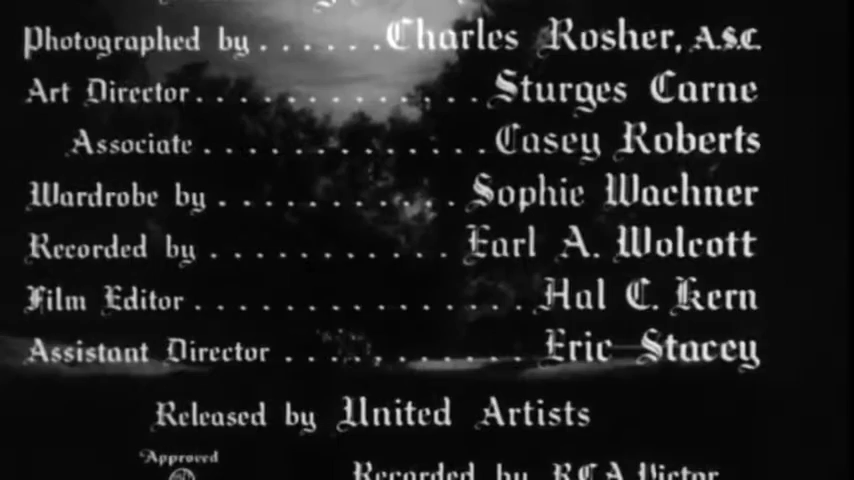 Photographed by ...... Charles Rosher, A.S.C.
Art Director ............. Sturges Carne
Associate ............. Casey Roberts
Wardrobe by ........... Sophie Wachner
Recorded by ........... Earl A. Wolcott
Film Editor ............... Hal C. Kern
Assistant Director ........... Eric Stacey
Released by United Artists
Approved
Recorded by RCA Victor